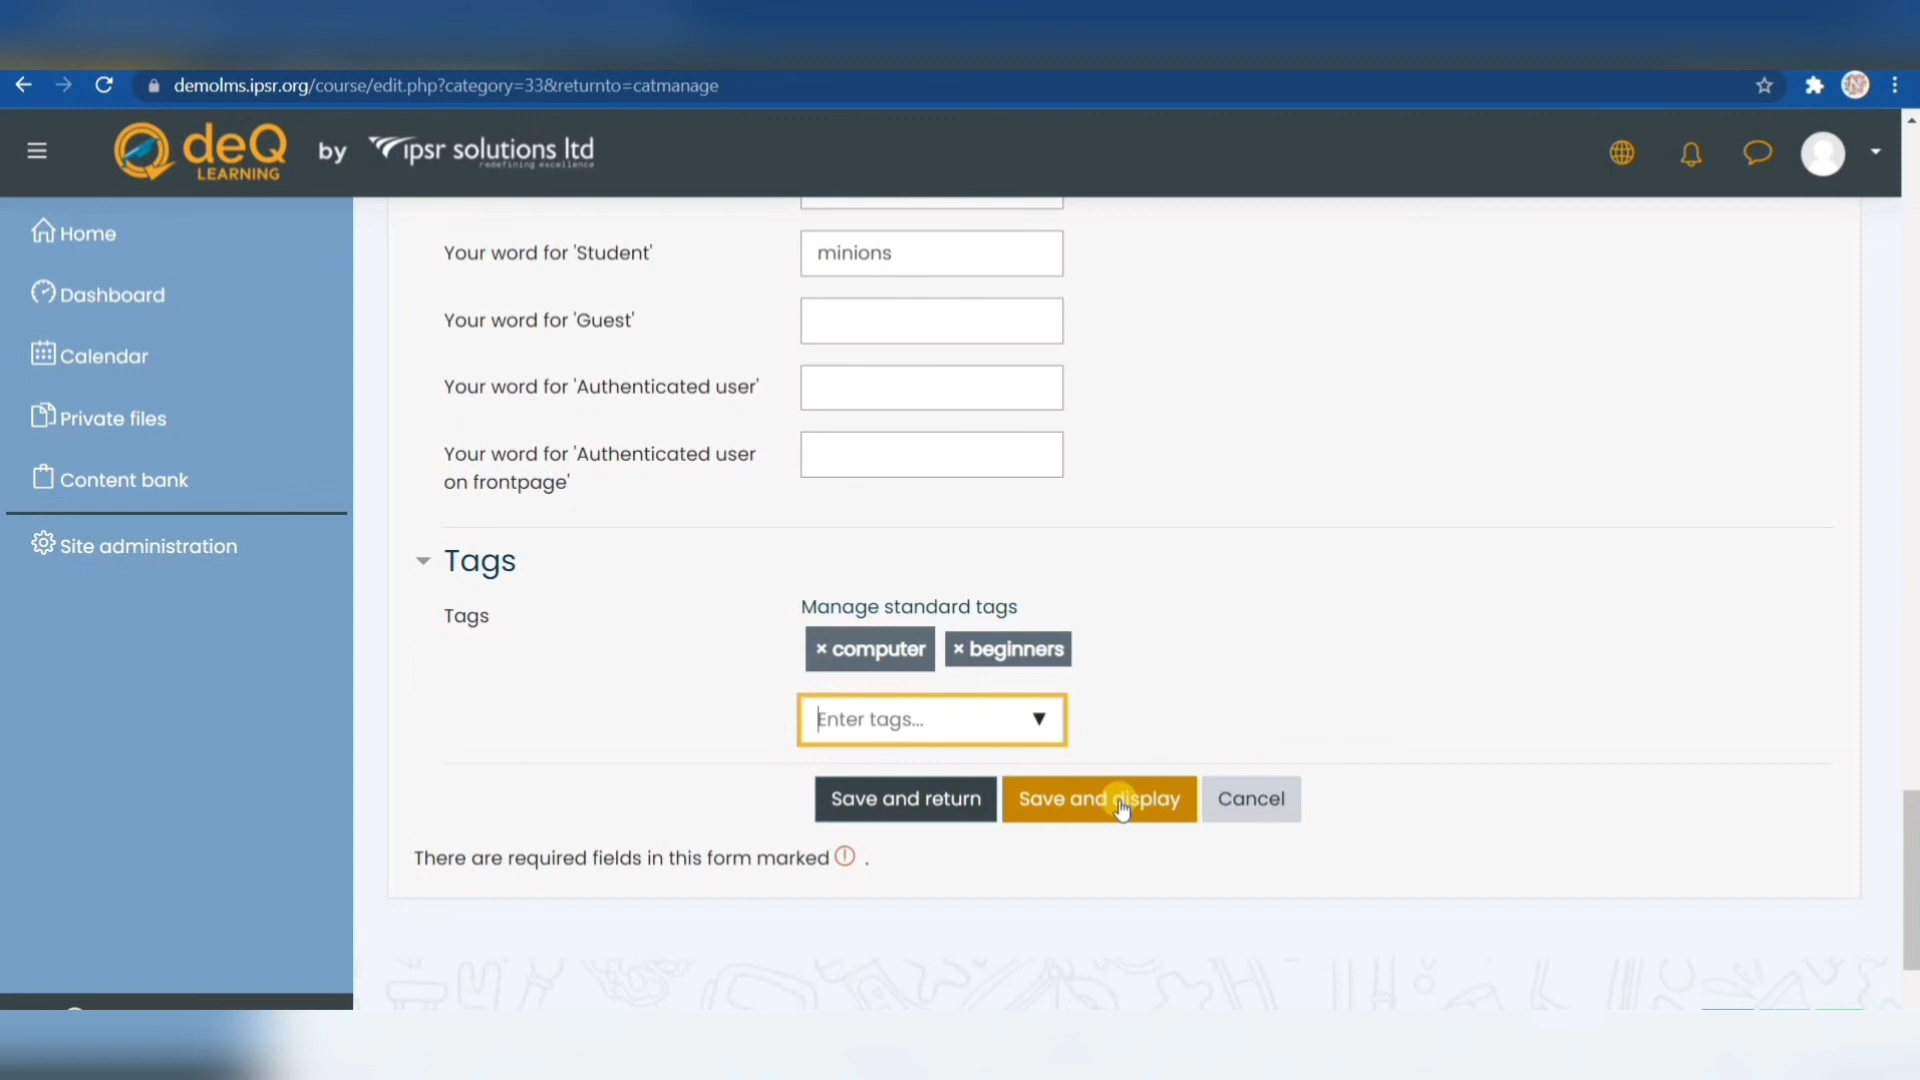 demolms.ipsr.org/course/edit.php?category=33&returnto=catmanage
deQ LEARNING by ipsr solutions ltd
redefining excellence
Home
Dashboard
Calendar
Private files
Content bank
Site administration
Your word for 'Student'
minions
Your word for 'Guest'
Your word for 'Authenticated user'
Your word for 'Authenticated user
on frontpage'
Tags
Tags
Manage standard tags
× computer × beginners
Enter tags... ▼
Save and return Save and display Cancel
There are required fields in this form marked .